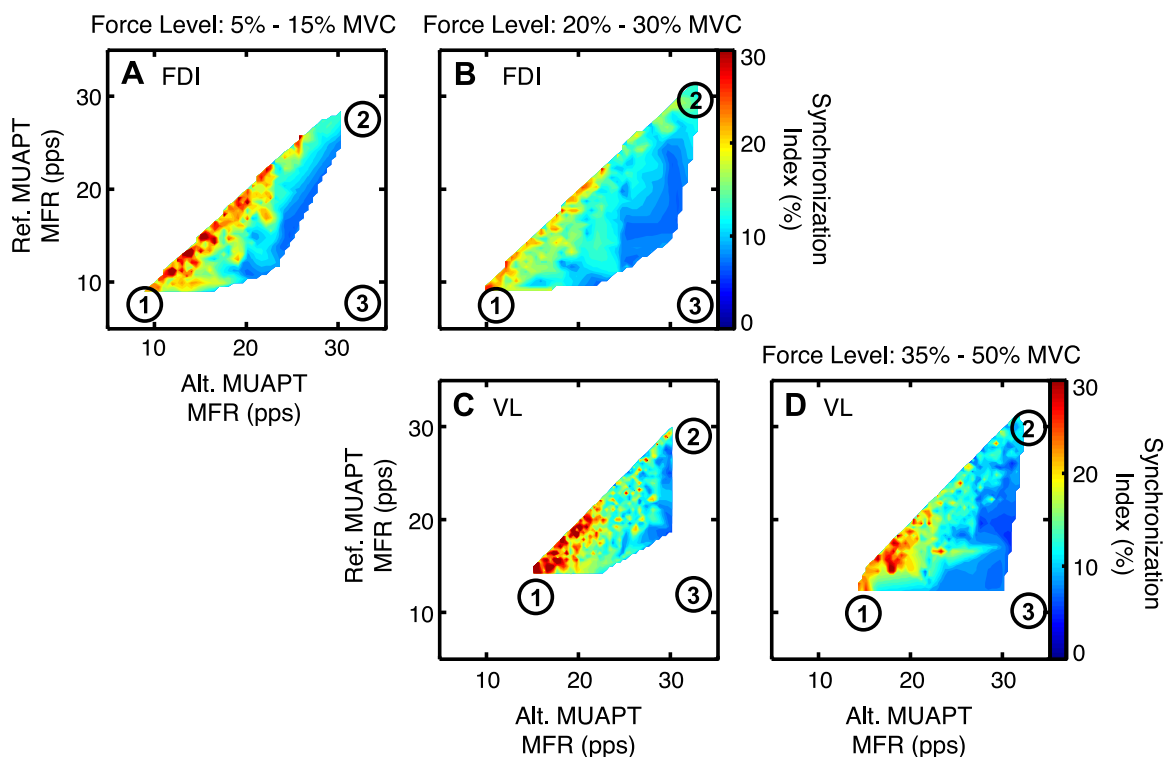 Force Level: 5% - 15% MVC
Force Level: 20% - 30% MVC
A FDI
B FDI
30
20
10
Ref. MUAPT
MFR (pps)
1
2
3
10 20 30
Alt. MUAPT
MFR (pps)
1
2
3
30
20
10
0
Synchronization
Index (%)
Force Level: 35% - 50% MVC
C VL
D VL
30
20
10
Ref. MUAPT
MFR (pps)
1
2
3
10 20 30
Alt. MUAPT
MFR (pps)
1
2
3
10 20 30
Alt. MUAPT
MFR (pps)
30
20
10
0
Synchronization
Index (%)